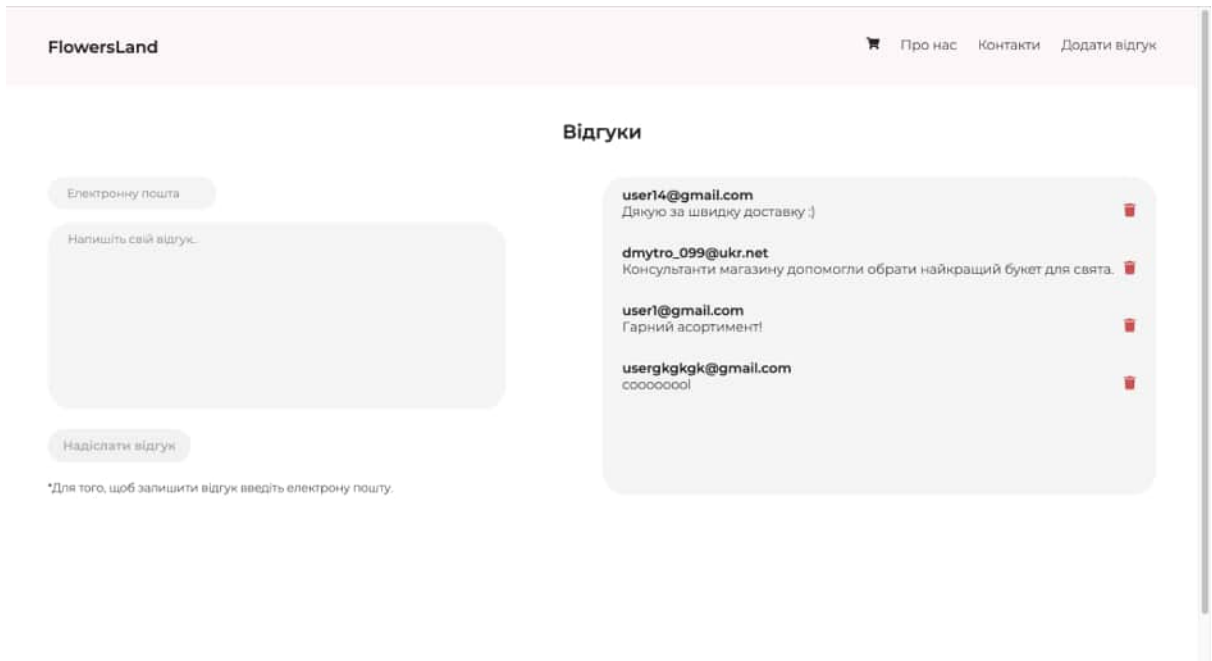 FlowersLand
Про нас Контакти Додати відгук
Відгуки
Електронну пошта
Напишіть свій відгук..
Надіслати відгук
*Для того, щоб залишити відгук введіть електрону пошту.
user14@gmail.com
Дякую за швидку доставку :)
dmytro_099@ukr.net
Консультанти магазину допомогли обрати найкращий букет для свята.
user1@gmail.com
Гарний асортимент!
usergkgkgk@gmail.com
coooooool